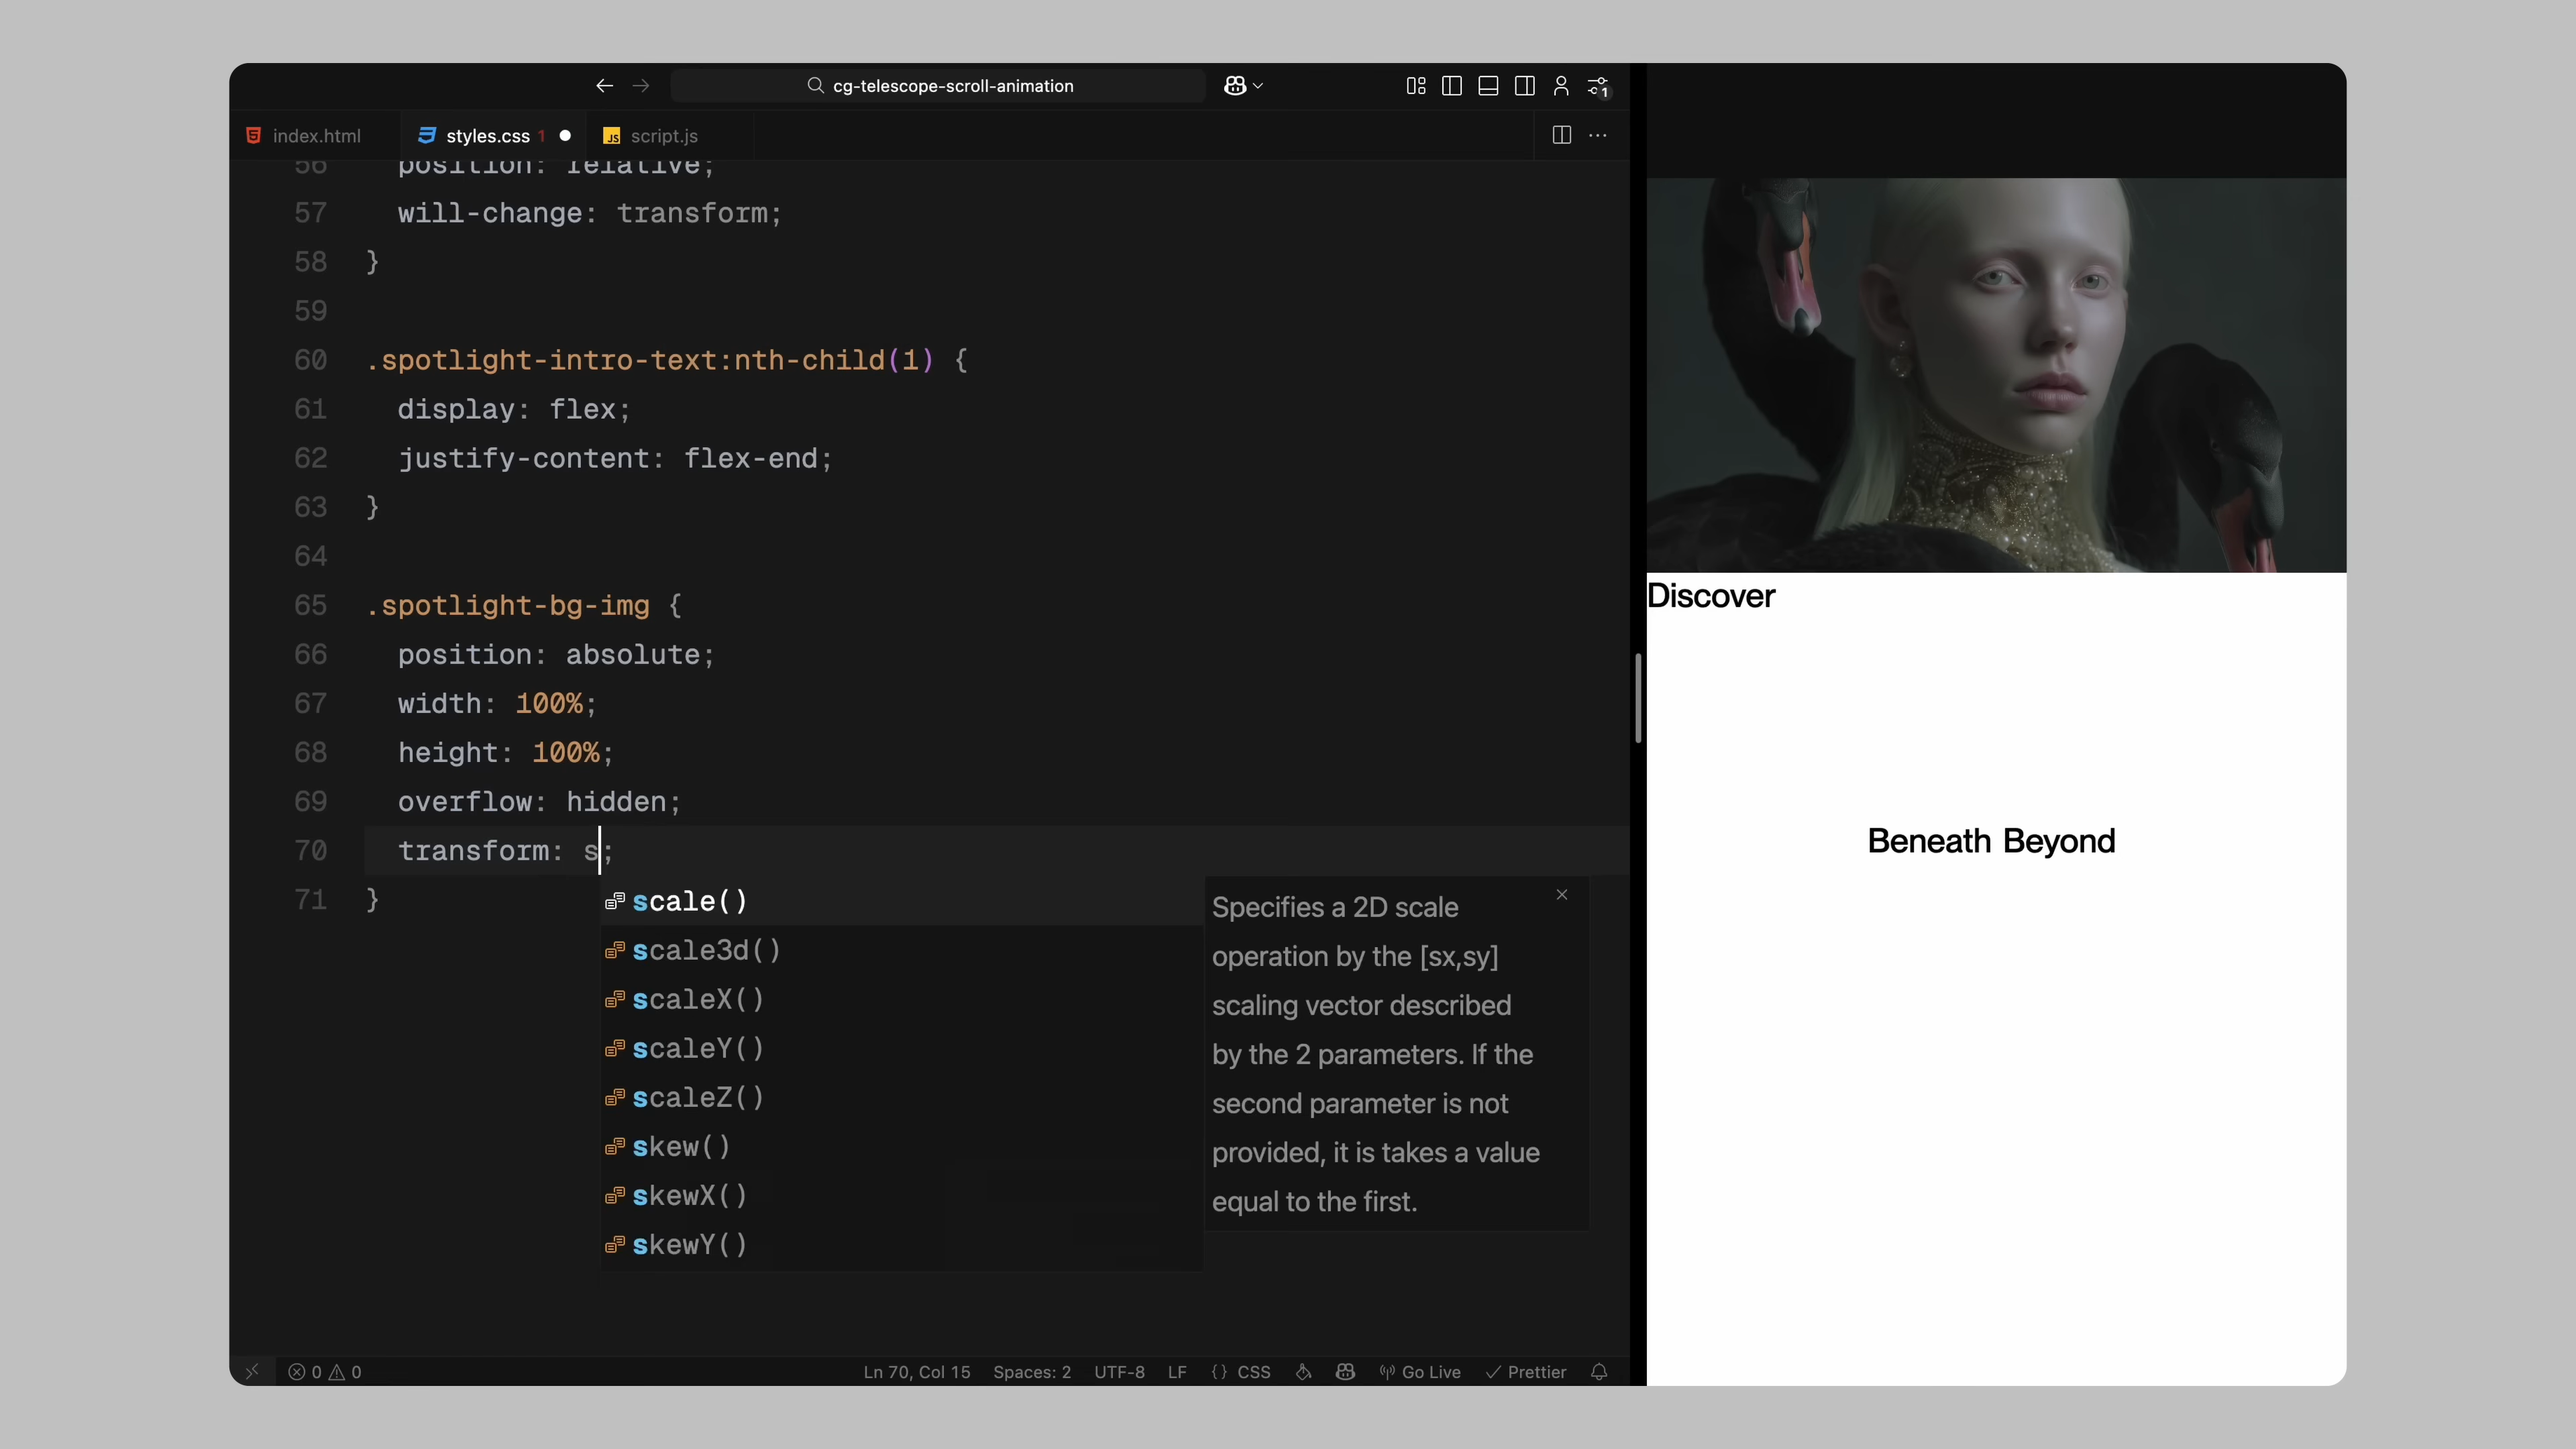 cg-telescope-scroll-animation
1
index.html
styles.css 1
script.js
56 position: relative;
57 will-change: transform;
58 }
59
60 .spotlight-intro-text:nth-child(1) {
61 display: flex;
62 justify-content: flex-end;
63 }
64
65 .spotlight-bg-img {
66 position: absolute;
67 width: 100%;
68 height: 100%;
69 overflow: hidden;
70 transform: s;
71 }
scale()
scale3d()
scaleX()
scaleY()
scaleZ()
skew()
skewX()
skewY()
Specifies a 2D scale
operation by the [sx,sy]
scaling vector described
by the 2 parameters. If the
second parameter is not
provided, it is takes a value
equal to the first.
0 0
Ln 70, Col 15
Spaces: 2
UTF-8
LF
{} CSS
Go Live
Prettier
Discover
Beneath Beyond